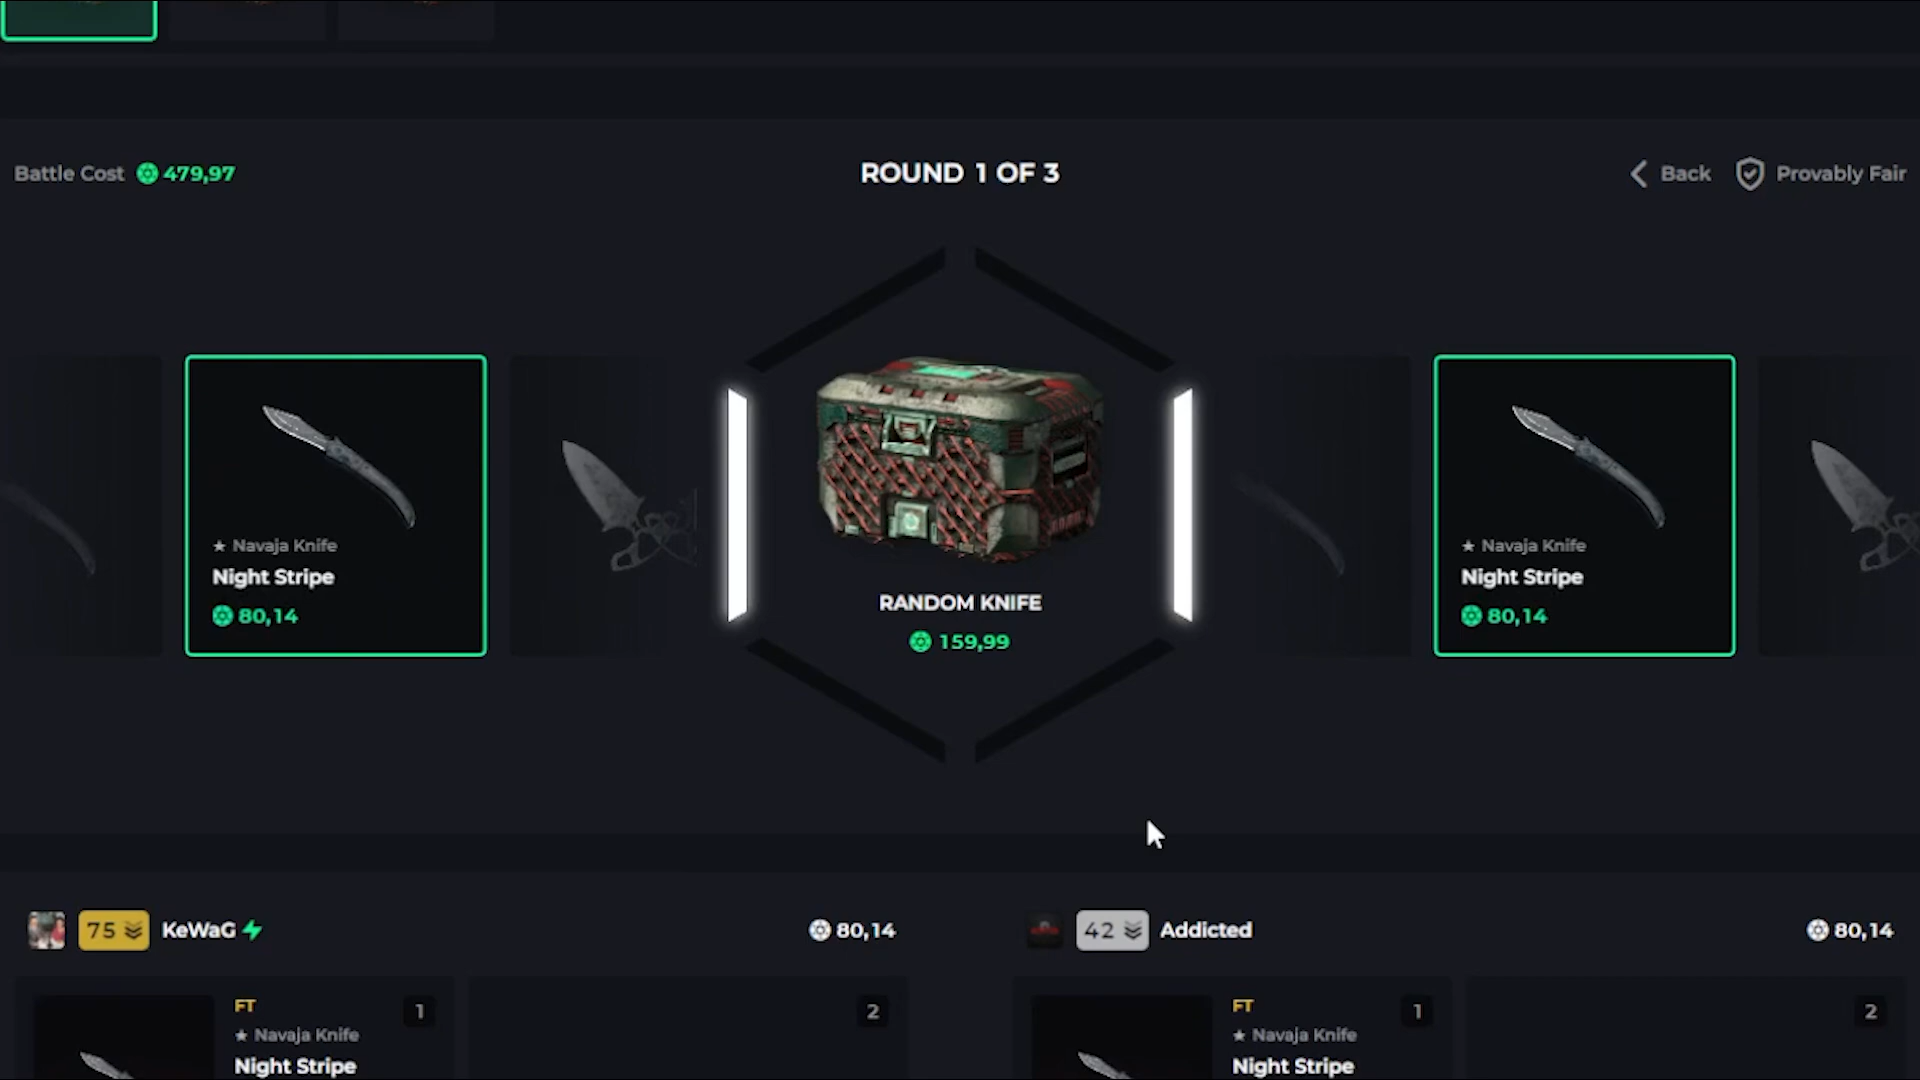 Battle Cost 479,97
ROUND 1 OF 3
Back
Provably Fair
★ Navaja Knife
Night Stripe
80,14
RANDOM KNIFE
159,99
★ Navaja Knife
Night Stripe
80,14
75 KeWaG 80,14
42 Addicted 80,14
FT 1
★ Navaja Knife
Night Stripe
2
FT 1
★ Navaja Knife
Night Stripe
2